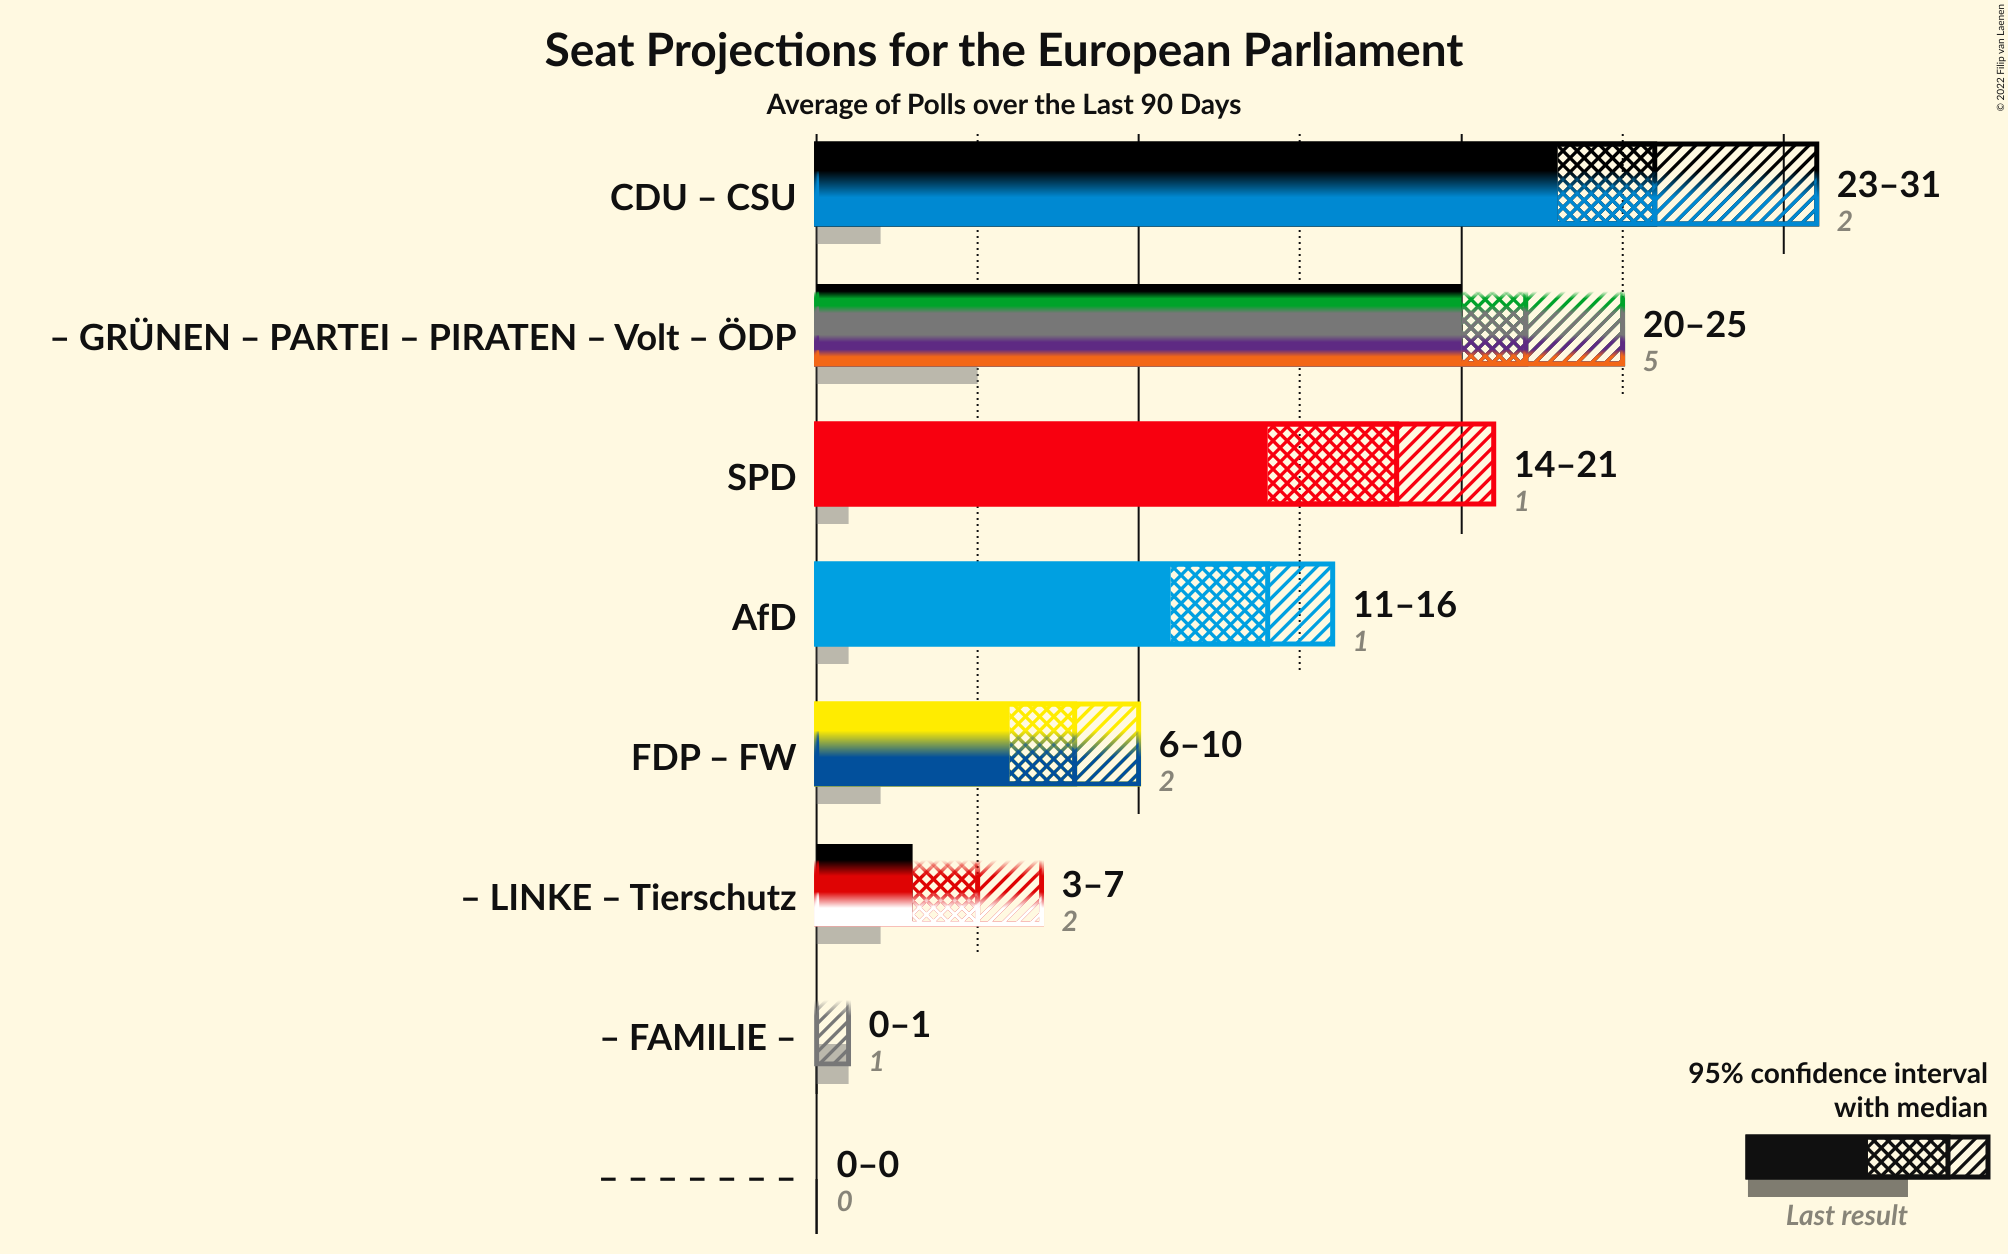 Seat Projections for the European Parliament
Average of Polls over the Last 90 Days
© 2022 Filip van Laenen
CDU – CSU
23–31
2
– GRÜNEN – PARTEI – PIRATEN – Volt – ÖDP
20–25
5
SPD
14–21
1
AfD
11–16
1
FDP – FW
6–10
2
– LINKE – Tierschutz
3–7
2
– FAMILIE –
0–1
1
– – – – – – –
0–0
0
95% confidence interval
with median
Last result